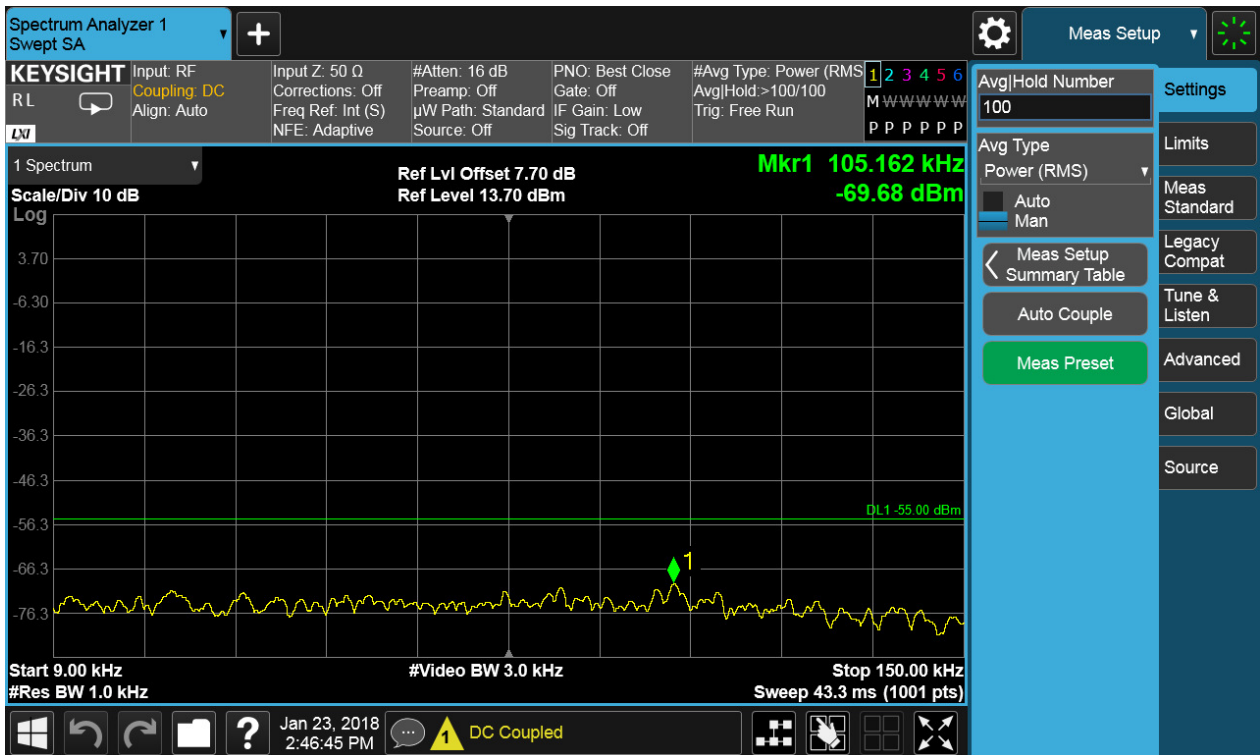 Spectrum Analyzer 1
Swept SA
+
Meas Setup
KEYSIGHT
RL
LXI
Input: RF
Coupling: DC
Align: Auto
Input Z: 50 Ω
Corrections: Off
Freq Ref: Int (S)
NFE: Adaptive
#Atten: 16 dB
Preamp: Off
µW Path: Standard
Source: Off
PNO: Best Close
Gate: Off
IF Gain: Low
Sig Track: Off
#Avg Type: Power (RMS
Avg|Hold:>100/100
Trig: Free Run
1 2 3 4 5 6
M W W W W W
P P P P P P
1 Spectrum
Scale/Div 10 dB
Ref Lvl Offset 7.70 dB
Ref Level 13.70 dBm
Mkr1 105.162 kHz
-69.68 dBm
Log
3.70
-6.30
-16.3
-26.3
-36.3
-46.3
-56.3
-66.3
-76.3
DL1 -55.00 dBm
1
Start 9.00 kHz
#Video BW 3.0 kHz
Stop 150.00 kHz
#Res BW 1.0 kHz
Sweep 43.3 ms (1001 pts)
Avg|Hold Number
100
Avg Type
Power (RMS)
Auto
Man
Meas Setup
Summary Table
Auto Couple
Meas Preset
Settings
Limits
Meas
Standard
Legacy
Compat
Tune &
Listen
Advanced
Global
Source
?
Jan 23, 2018
2:46:45 PM
1
DC Coupled